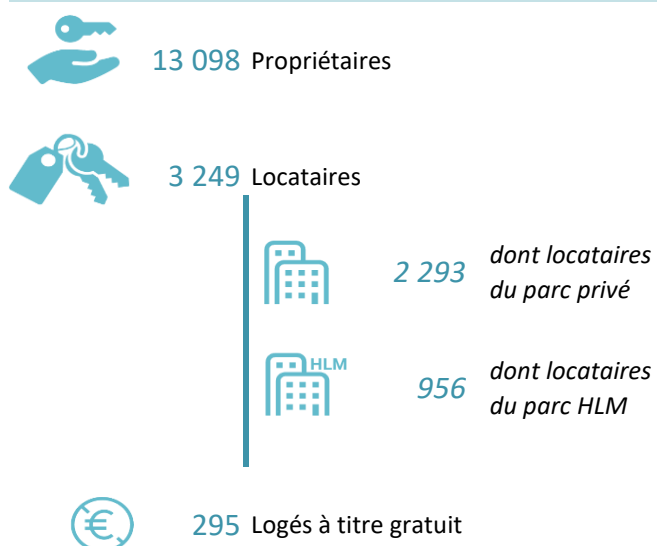 13 098 Propriétaires
3 249 Locataires
2 293 dont locataires
du parc privé
HLM
956 dont locataires
du parc HLM
295 Logés à titre gratuit